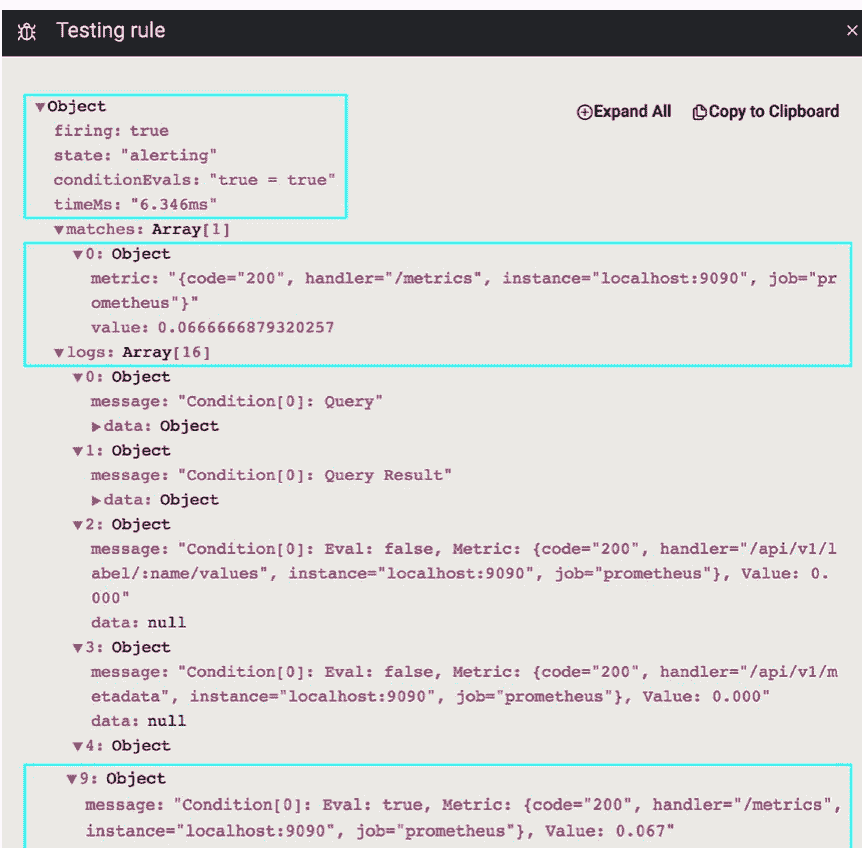 Testing rule
Expand All Copy to Clipboard
Object
firing: true
state: "alerting"
conditionEvals: "true = true"
timeMs: "6.346ms"
matches: Array[1]
0: Object
metric: "{code="200", handler="/metrics", instance="localhost:9090", job="pr
ometheus"}"
value: 0.0666666879320257
logs: Array[16]
0: Object
message: "Condition[0]: Query"
data: Object
1: Object
message: "Condition[0]: Query Result"
data: Object
2: Object
message: "Condition[0]: Eval: false, Metric: {code="200", handler="/api/v1/l
abel/:name/values", instance="localhost:9090", job="prometheus"}, Value: 0.
000"
data: null
3: Object
message: "Condition[0]: Eval: false, Metric: {code="200", handler="/api/v1/m
etadata", instance="localhost:9090", job="prometheus"}, Value: 0.000"
data: null
4: Object
9: Object
message: "Condition[0]: Eval: true, Metric: {code="200", handler="/metrics",
instance="localhost:9090", job="prometheus"}, Value: 0.067"